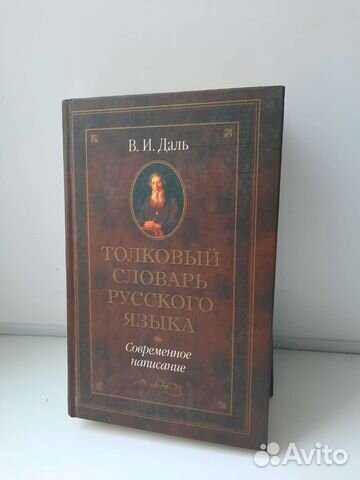 В. И. Даль
ТОЛКОВЫЙ
СЛОВАРЬ
РУССКОГО
ЯЗЫКА
Современное
написание
Avito